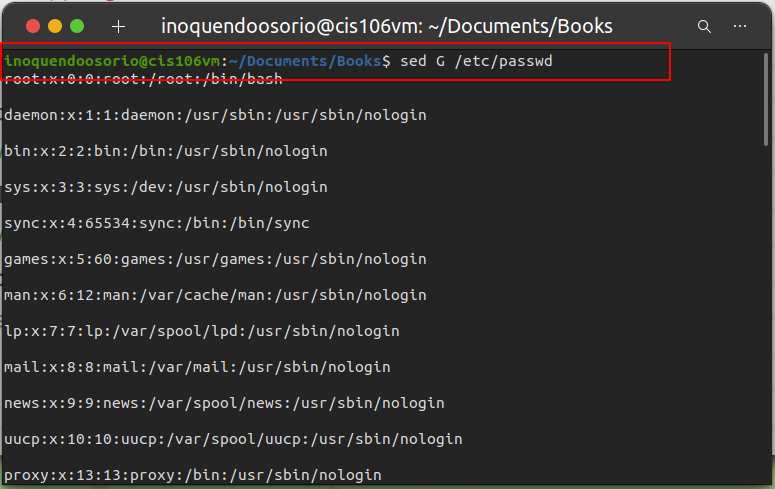 inoquendoosorio@cis106vm: ~/Documents/Books
inoquendoosorio@cis106vm:~/Documents/Books$ sed G /etc/passwd
root:x:0:0:root:/root:/bin/bash
daemon:x:1:1:daemon:/usr/sbin:/usr/sbin/nologin
bin:x:2:2:bin:/bin:/usr/sbin/nologin
sys:x:3:3:sys:/dev:/usr/sbin/nologin
sync:x:4:65534:sync:/bin:/bin/sync
games:x:5:60:games:/usr/games:/usr/sbin/nologin
man:x:6:12:man:/var/cache/man:/usr/sbin/nologin
lp:x:7:7:lp:/var/spool/lpd:/usr/sbin/nologin
mail:x:8:8:mail:/var/mail:/usr/sbin/nologin
news:x:9:9:news:/var/spool/news:/usr/sbin/nologin
uucp:x:10:10:uucp:/var/spool/uucp:/usr/sbin/nologin
proxy:x:13:13:proxy:/bin:/usr/sbin/nologin